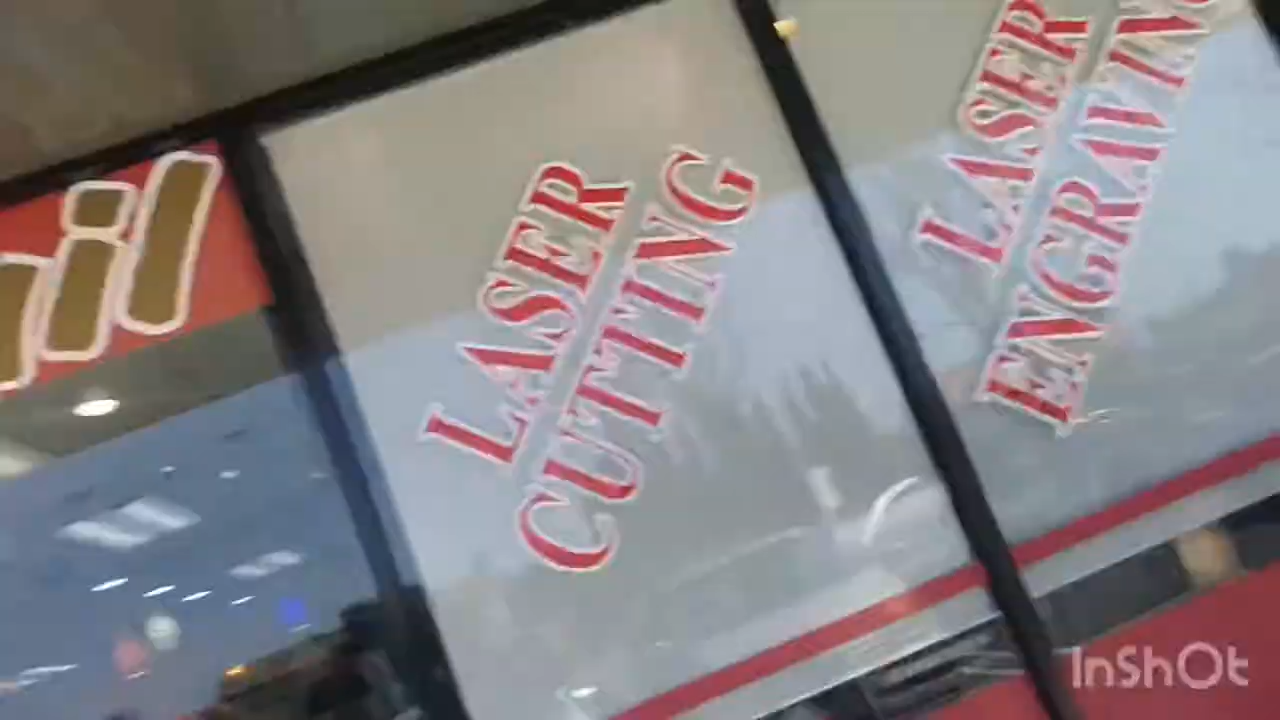 LASER
CUTTING
LASER
ENGRAVING
InShOt